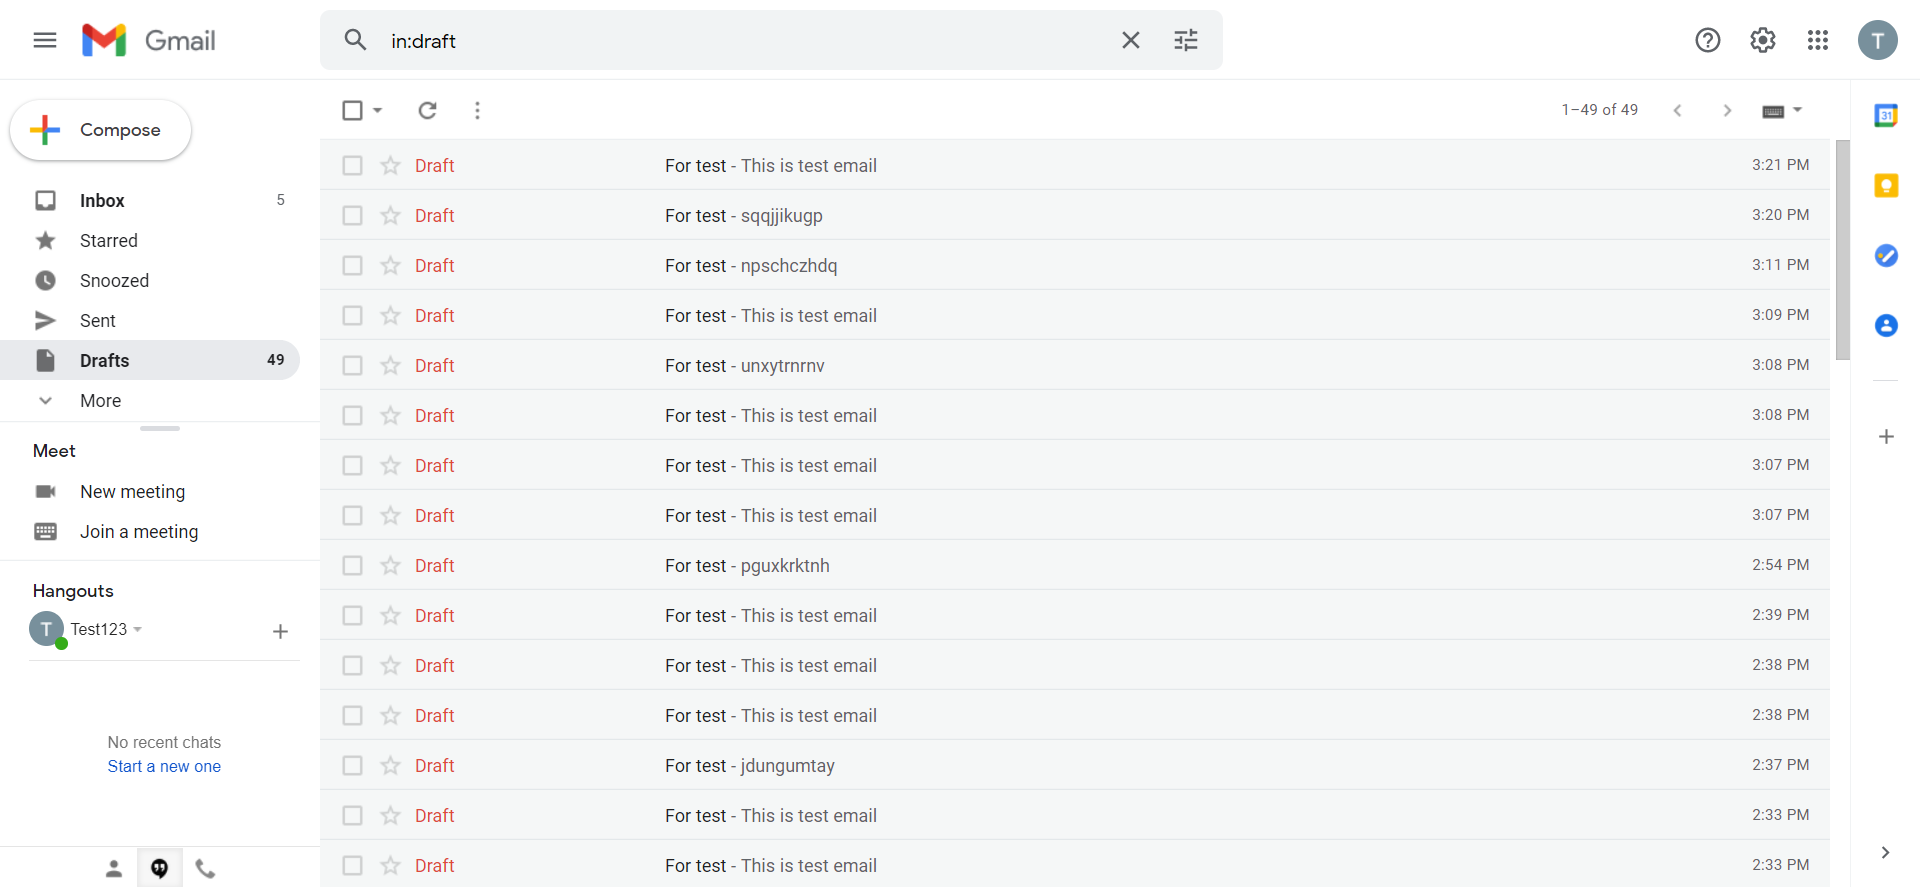 Gmail
in:draft
T
Compose
1–49 of 49
31
Inbox 5
Starred
Snoozed
Sent
Drafts 49
More
Meet
New meeting
Join a meeting
Hangouts
T Test123
No recent chats
Start a new one
Draft For test - This is test email 3:21 PM
Draft For test - sqqjjikugp 3:20 PM
Draft For test - npschczhdq 3:11 PM
Draft For test - This is test email 3:09 PM
Draft For test - unxytrnrnv 3:08 PM
Draft For test - This is test email 3:08 PM
Draft For test - This is test email 3:07 PM
Draft For test - This is test email 3:07 PM
Draft For test - pguxkrktnh 2:54 PM
Draft For test - This is test email 2:39 PM
Draft For test - This is test email 2:38 PM
Draft For test - This is test email 2:38 PM
Draft For test - jdungumtay 2:37 PM
Draft For test - This is test email 2:33 PM
Draft For test - This is test email 2:33 PM